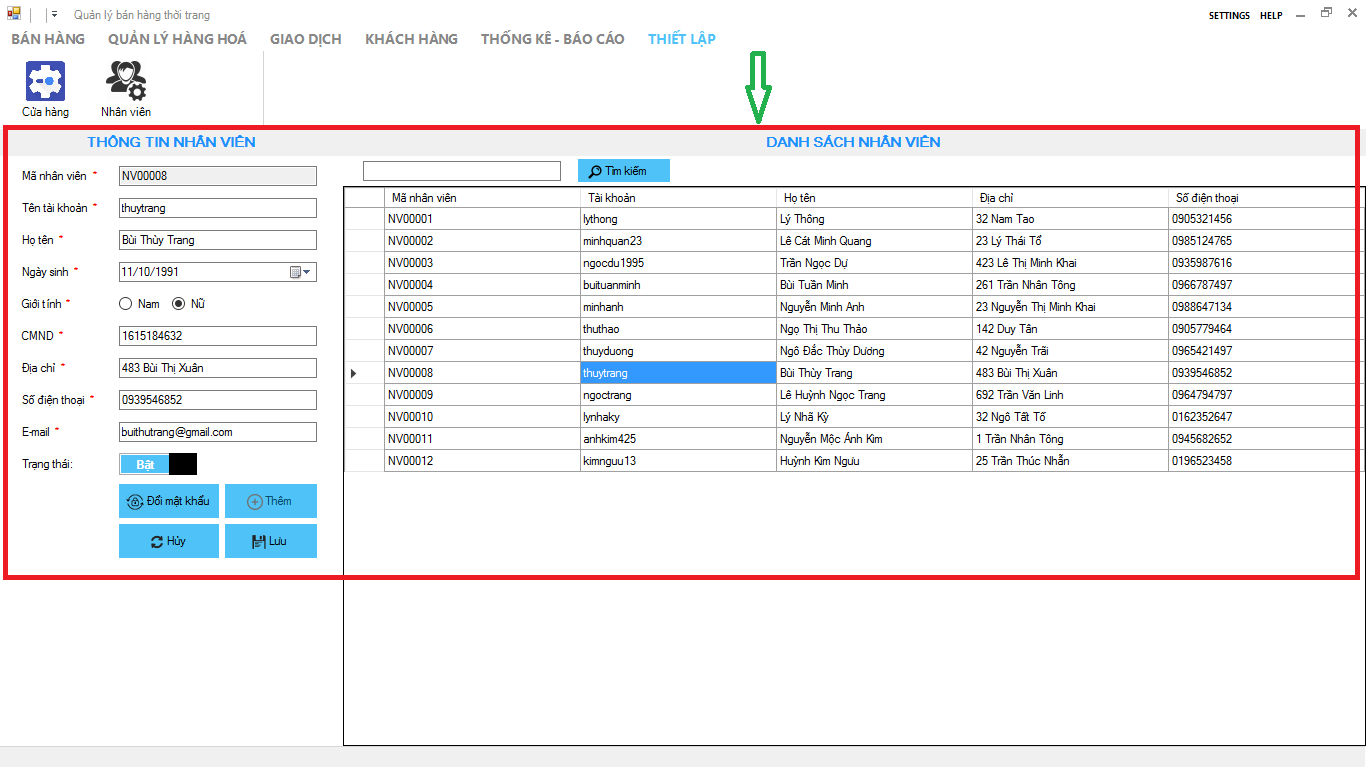 Quản lý bán hàng thời trang
SETTINGS HELP
BÁN HÀNG QUẢN LÝ HÀNG HOÁ GIAO DỊCH KHÁCH HÀNG THỐNG KÊ - BÁO CÁO THIẾT LẬP
Cửa hàng Nhân viên
THÔNG TIN NHÂN VIÊN
Mã nhân viên * NV00008
Tên tài khoản * thuytrang
Họ tên * Bùi Thùy Trang
Ngày sinh * 11/10/1991
Giới tính * Nam Nữ
CMND * 1615184632
Địa chỉ * 483 Bùi Thị Xuân
Số điện thoại * 0939546852
E-mail * buithutrang@gmail.com
Trạng thái: Bật
Đổi mật khẩu Thêm
Hủy Lưu
DANH SÁCH NHÂN VIÊN
Tìm kiếm
Mã nhân viên Tài khoản Họ tên Địa chỉ Số điện thoại
NV00001 lythong Lý Thông 32 Nam Tao 0905321456
NV00002 minhquan23 Lê Cát Minh Quang 23 Lý Thái Tổ 0985124765
NV00003 ngocdu1995 Trần Ngọc Dự 423 Lê Thị Minh Khai 0935987616
NV00004 buituanminh Bùi Tuấn Minh 261 Trần Nhân Tông 0966787497
NV00005 minhanh Nguyễn Minh Anh 23 Nguyễn Thị Minh Khai 0988647134
NV00006 thuthao Ngọ Thị Thu Thảo 142 Duy Tân 0905779464
NV00007 thuyduong Ngô Đắc Thùy Dương 42 Nguyễn Trãi 0965421497
NV00008 thuytrang Bùi Thùy Trang 483 Bùi Thị Xuân 0939546852
NV00009 ngoctrang Lê Huỳnh Ngọc Trang 692 Trần Văn Linh 0964794797
NV00010 lynhaky Lý Nhã Kỳ 32 Ngô Tất Tố 0162352647
NV00011 anhkim425 Nguyễn Mộc Ánh Kim 1 Trần Nhân Tông 0945682652
NV00012 kimnguu13 Huỳnh Kim Ngưu 25 Trần Thúc Nhẫn 0196523458